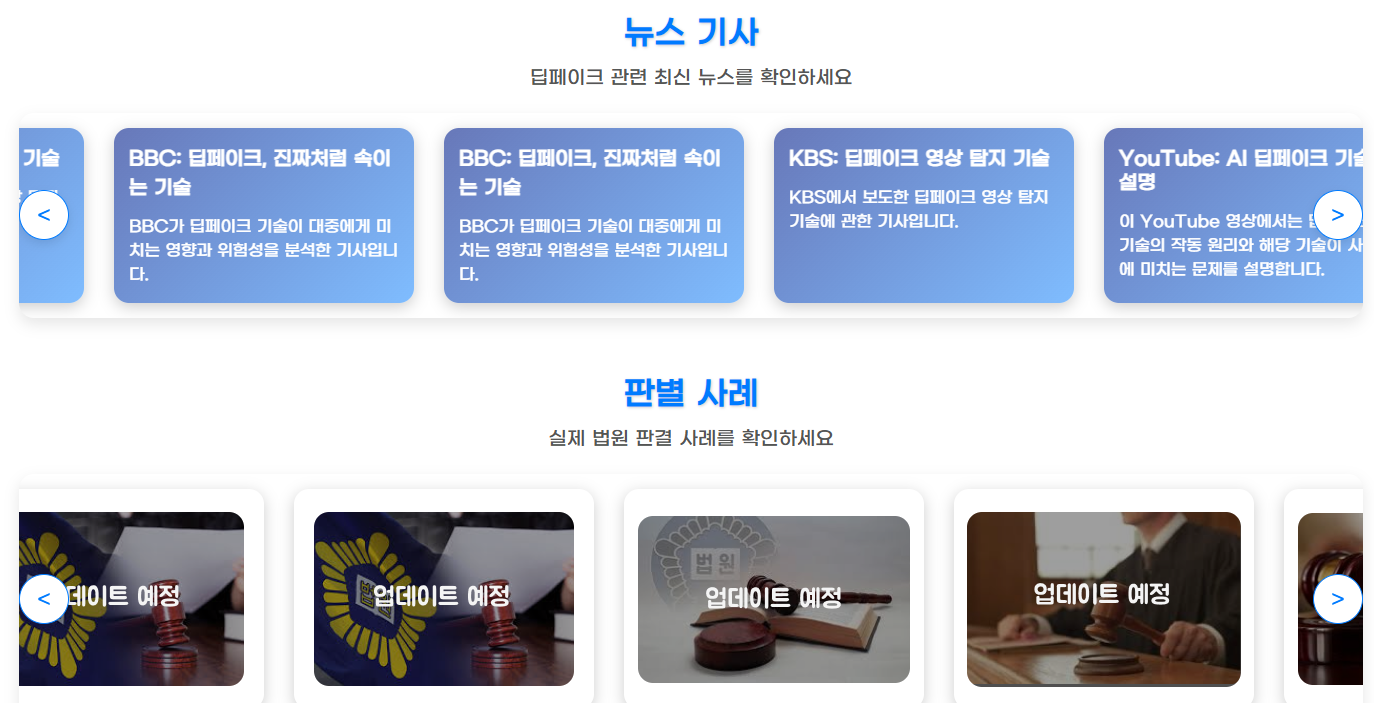 뉴스 기사
딥페이크 관련 최신 뉴스를 확인하세요
기술
<
BBC: 딥페이크, 진짜처럼 속이
는 기술
BBC가 딥페이크 기술이 대중에게 미
치는 영향과 위험성을 분석한 기사입니
다.
BBC: 딥페이크, 진짜처럼 속이
는 기술
BBC가 딥페이크 기술이 대중에게 미
치는 영향과 위험성을 분석한 기사입니
다.
KBS: 딥페이크 영상 탐지 기술
KBS에서 보도한 딥페이크 영상 탐지
기술에 관한 기사입니다.
YouTube: AI 딥페이크 기술
설명
이 YouTube 영상에서는
기술의 작동 원리와 해당 기술이 사
에 미치는 문제를 설명합니다.
>
판별 사례
실제 법원 판결 사례를 확인하세요
<
데이트 예정
업데이트 예정
법원
업데이트 예정
업데이트 예정
>